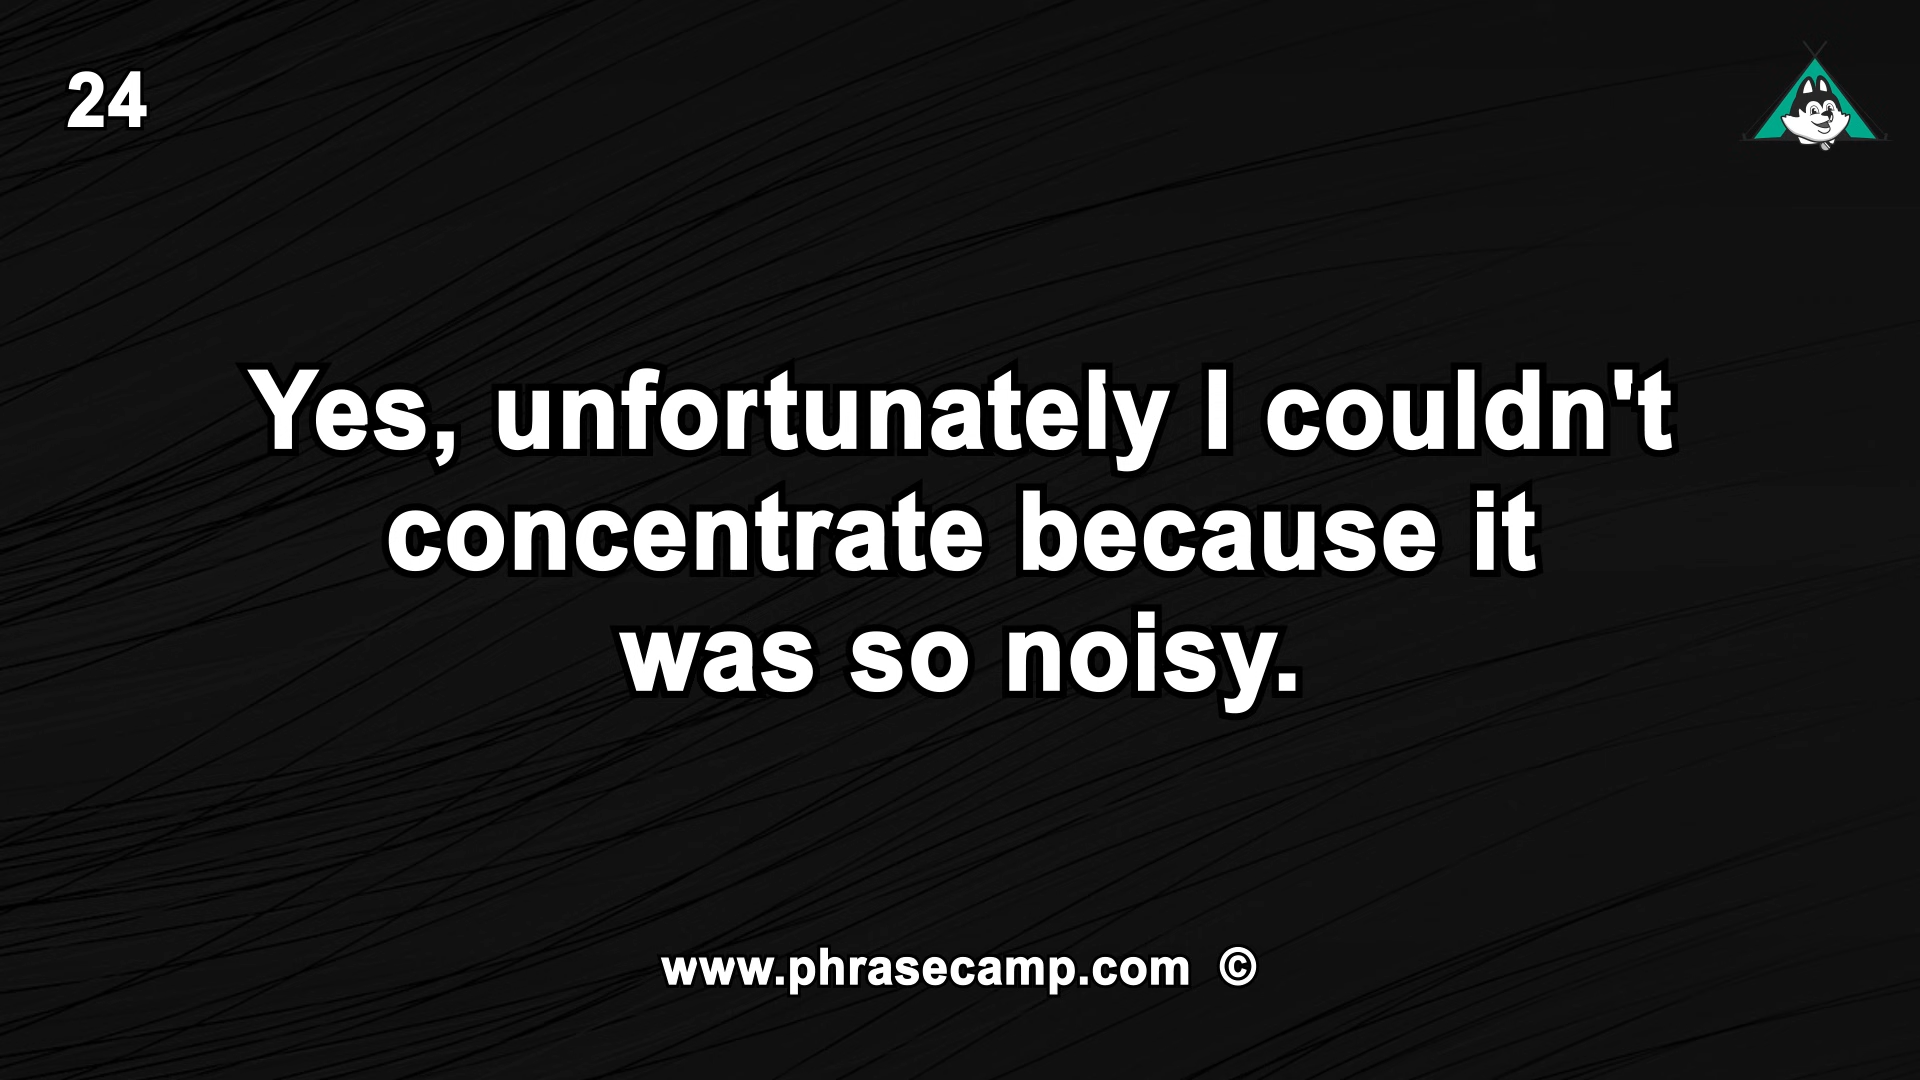 24
Yes, unfortunately I couldn't
concentrate because it
was so noisy.
www.phrasecamp.com ©